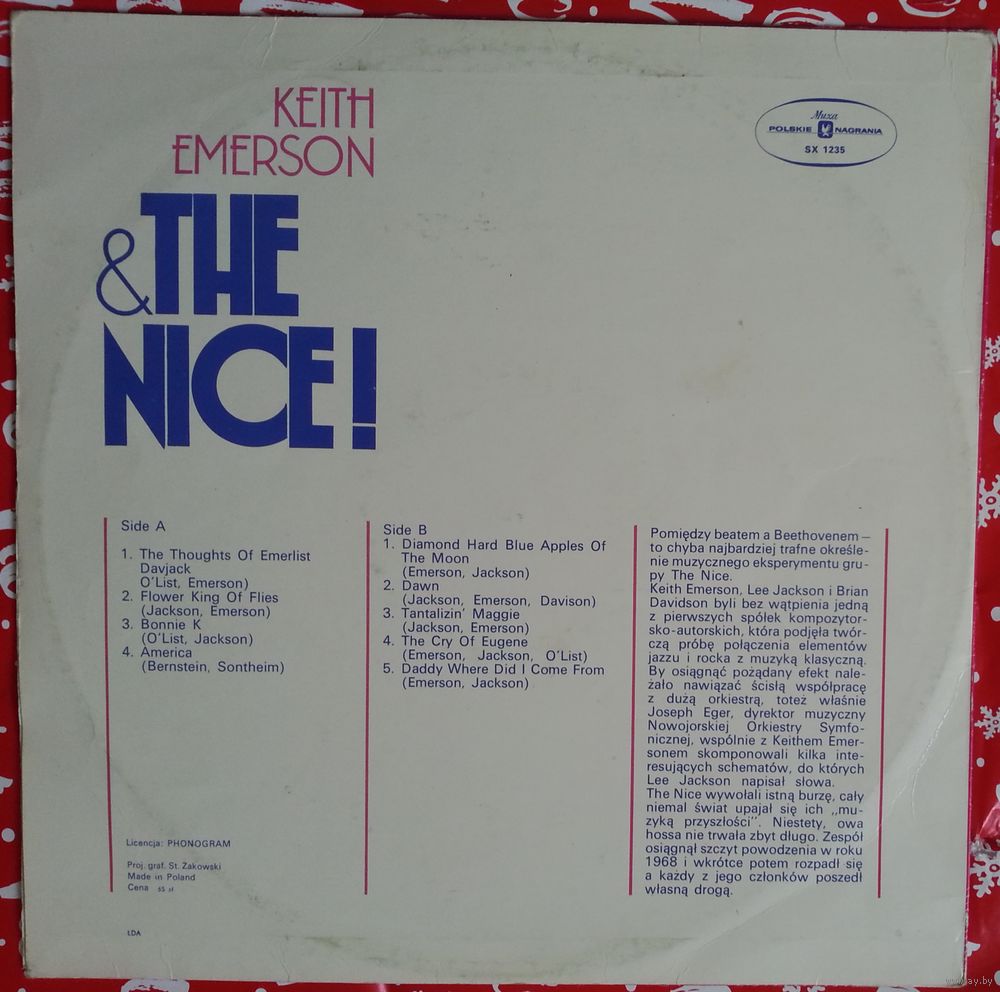 KEITH
EMERSON
&THE
NICE!
Muza
POLSKIE NAGRANIA
SX 1235
Side A
1. The Thoughts Of Emerlist
Davjack
O'List, Emerson)
2. Flower King Of Flies
(Jackson, Emerson)
3. Bonnie K
(O'List, Jackson)
4. America
(Bernstein, Sontheim)
Licencja: PHONOGRAM
Proj. graf. St. Żakowski
Made in Poland
Cena 65 zł
ŁDA
Side B
1. Diamond Hard Blue Apples Of
The Moon
(Emerson, Jackson)
2. Dawn
(Jackson, Emerson, Davison)
3. Tantalizin' Maggie
(Jackson, Emerson)
4. The Cry Of Eugene
(Emerson, Jackson, O'List)
5. Daddy Where Did I Come From
(Emerson, Jackson)
Pomiędzy beatem a Beethovenem —
to chyba najbardziej trafne określe-
nie muzycznego eksperymentu gru-
py The Nice.
Keith Emerson, Lee Jackson i Brian
Davidson byli bez wątpienia jedną
z pierwszych spółek kompozytor-
sko-autorskich, która podjęła twór-
czą próbę połączenia elementów
jazzu i rocka z muzyką klasyczną.
By osiągnąć pożądany efekt nale-
żało nawiązać ścisłą współpracę
z dużą orkiestrą, toteż właśnie
Joseph Eger, dyrektor muzyczny
Nowojorskiej Orkiestry Symfo-
nicznej, wspólnie z Keithem Emer-
sonem skomponowali kilka inte-
resujących schematów, do których
Lee Jackson napisał słowa.
The Nice wywołali istną burzę, cały
niemal świat upajał się ich „mu-
zyką przyszłości". Niestety, owa
hossa nie trwała zbyt długo. Zespół
osiągnął szczyt powodzenia w roku
1968 i wkrótce potem rozpadł się
a każdy z jego członków poszedł
własną drogą.